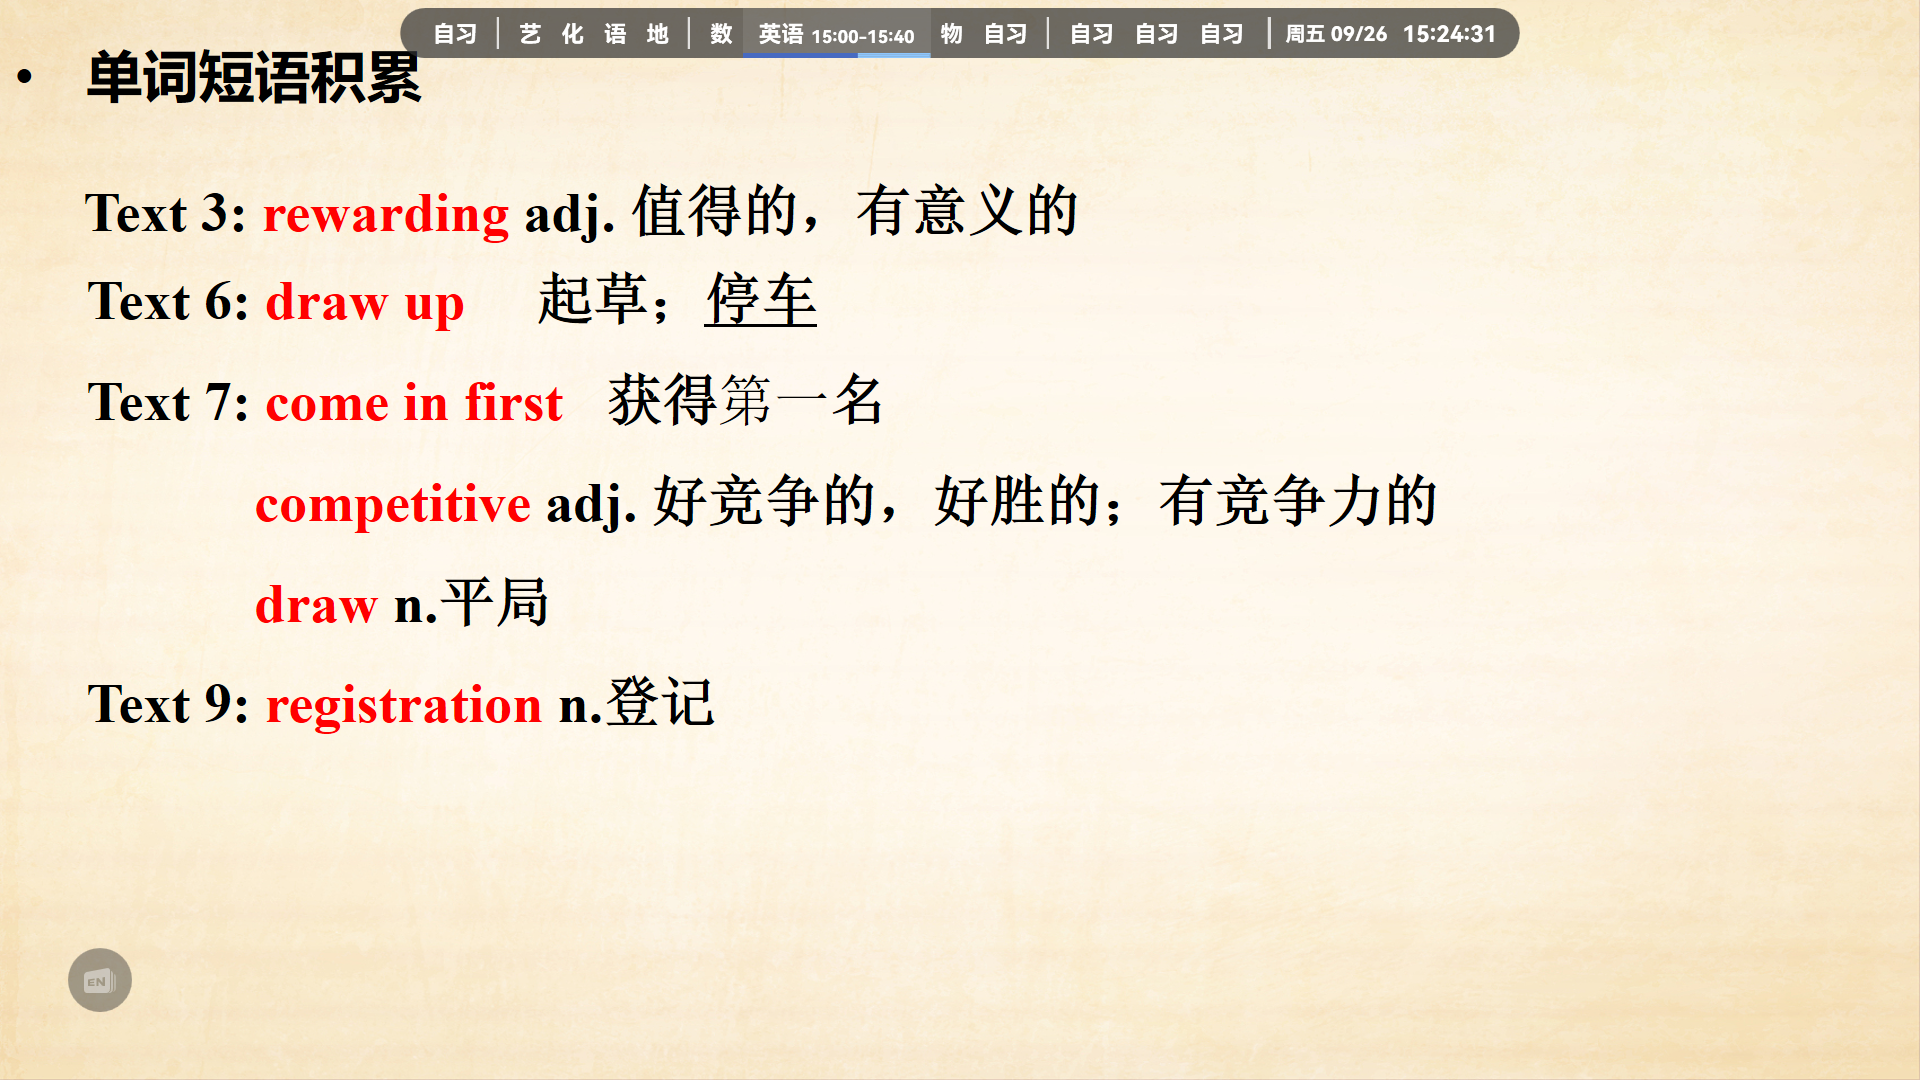 自习 | 艺 化 语 地 | 数 英语 15:00-15:40 物 自习 | 自习 自习 自习 | 周五 09/26 15:24:31
• 单词短语积累
Text 3: rewarding adj. 值得的，有意义的
Text 6: draw up 起草；停车
Text 7: come in first 获得第一名
competitive adj. 好竞争的，好胜的；有竞争力的
draw n.平局
Text 9: registration n.登记
EN